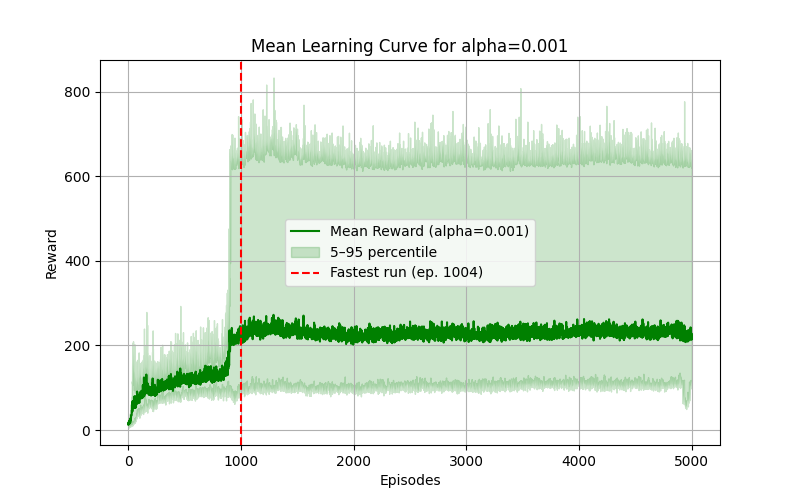 Mean Learning Curve for alpha=0.001
Reward
800
600
400
200
0
Mean Reward (alpha=0.001)
5–95 percentile
Fastest run (ep. 1004)
0 1000 2000 3000 4000 5000
Episodes